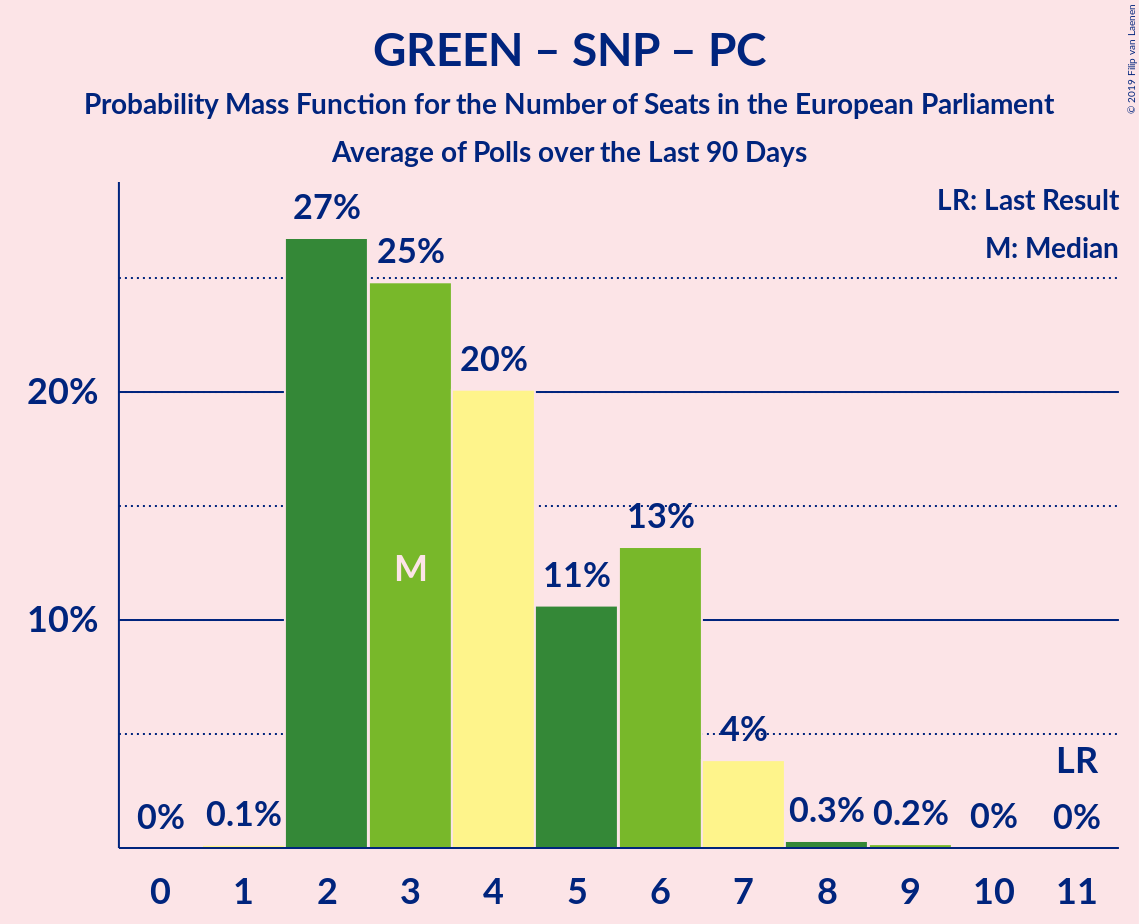 GREEN – SNP – PC
Probability Mass Function for the Number of Seats in the European Parliament
Average of Polls over the Last 90 Days
© 2019 Filip van Laenen
LR: Last Result
M: Median
27%
25%
20%
20%
13%
11%
M
10%
4%
LR
0%
0.1%
0.3%
0.2%
0%
0%
0 1 2 3 4 5 6 7 8 9 10 11